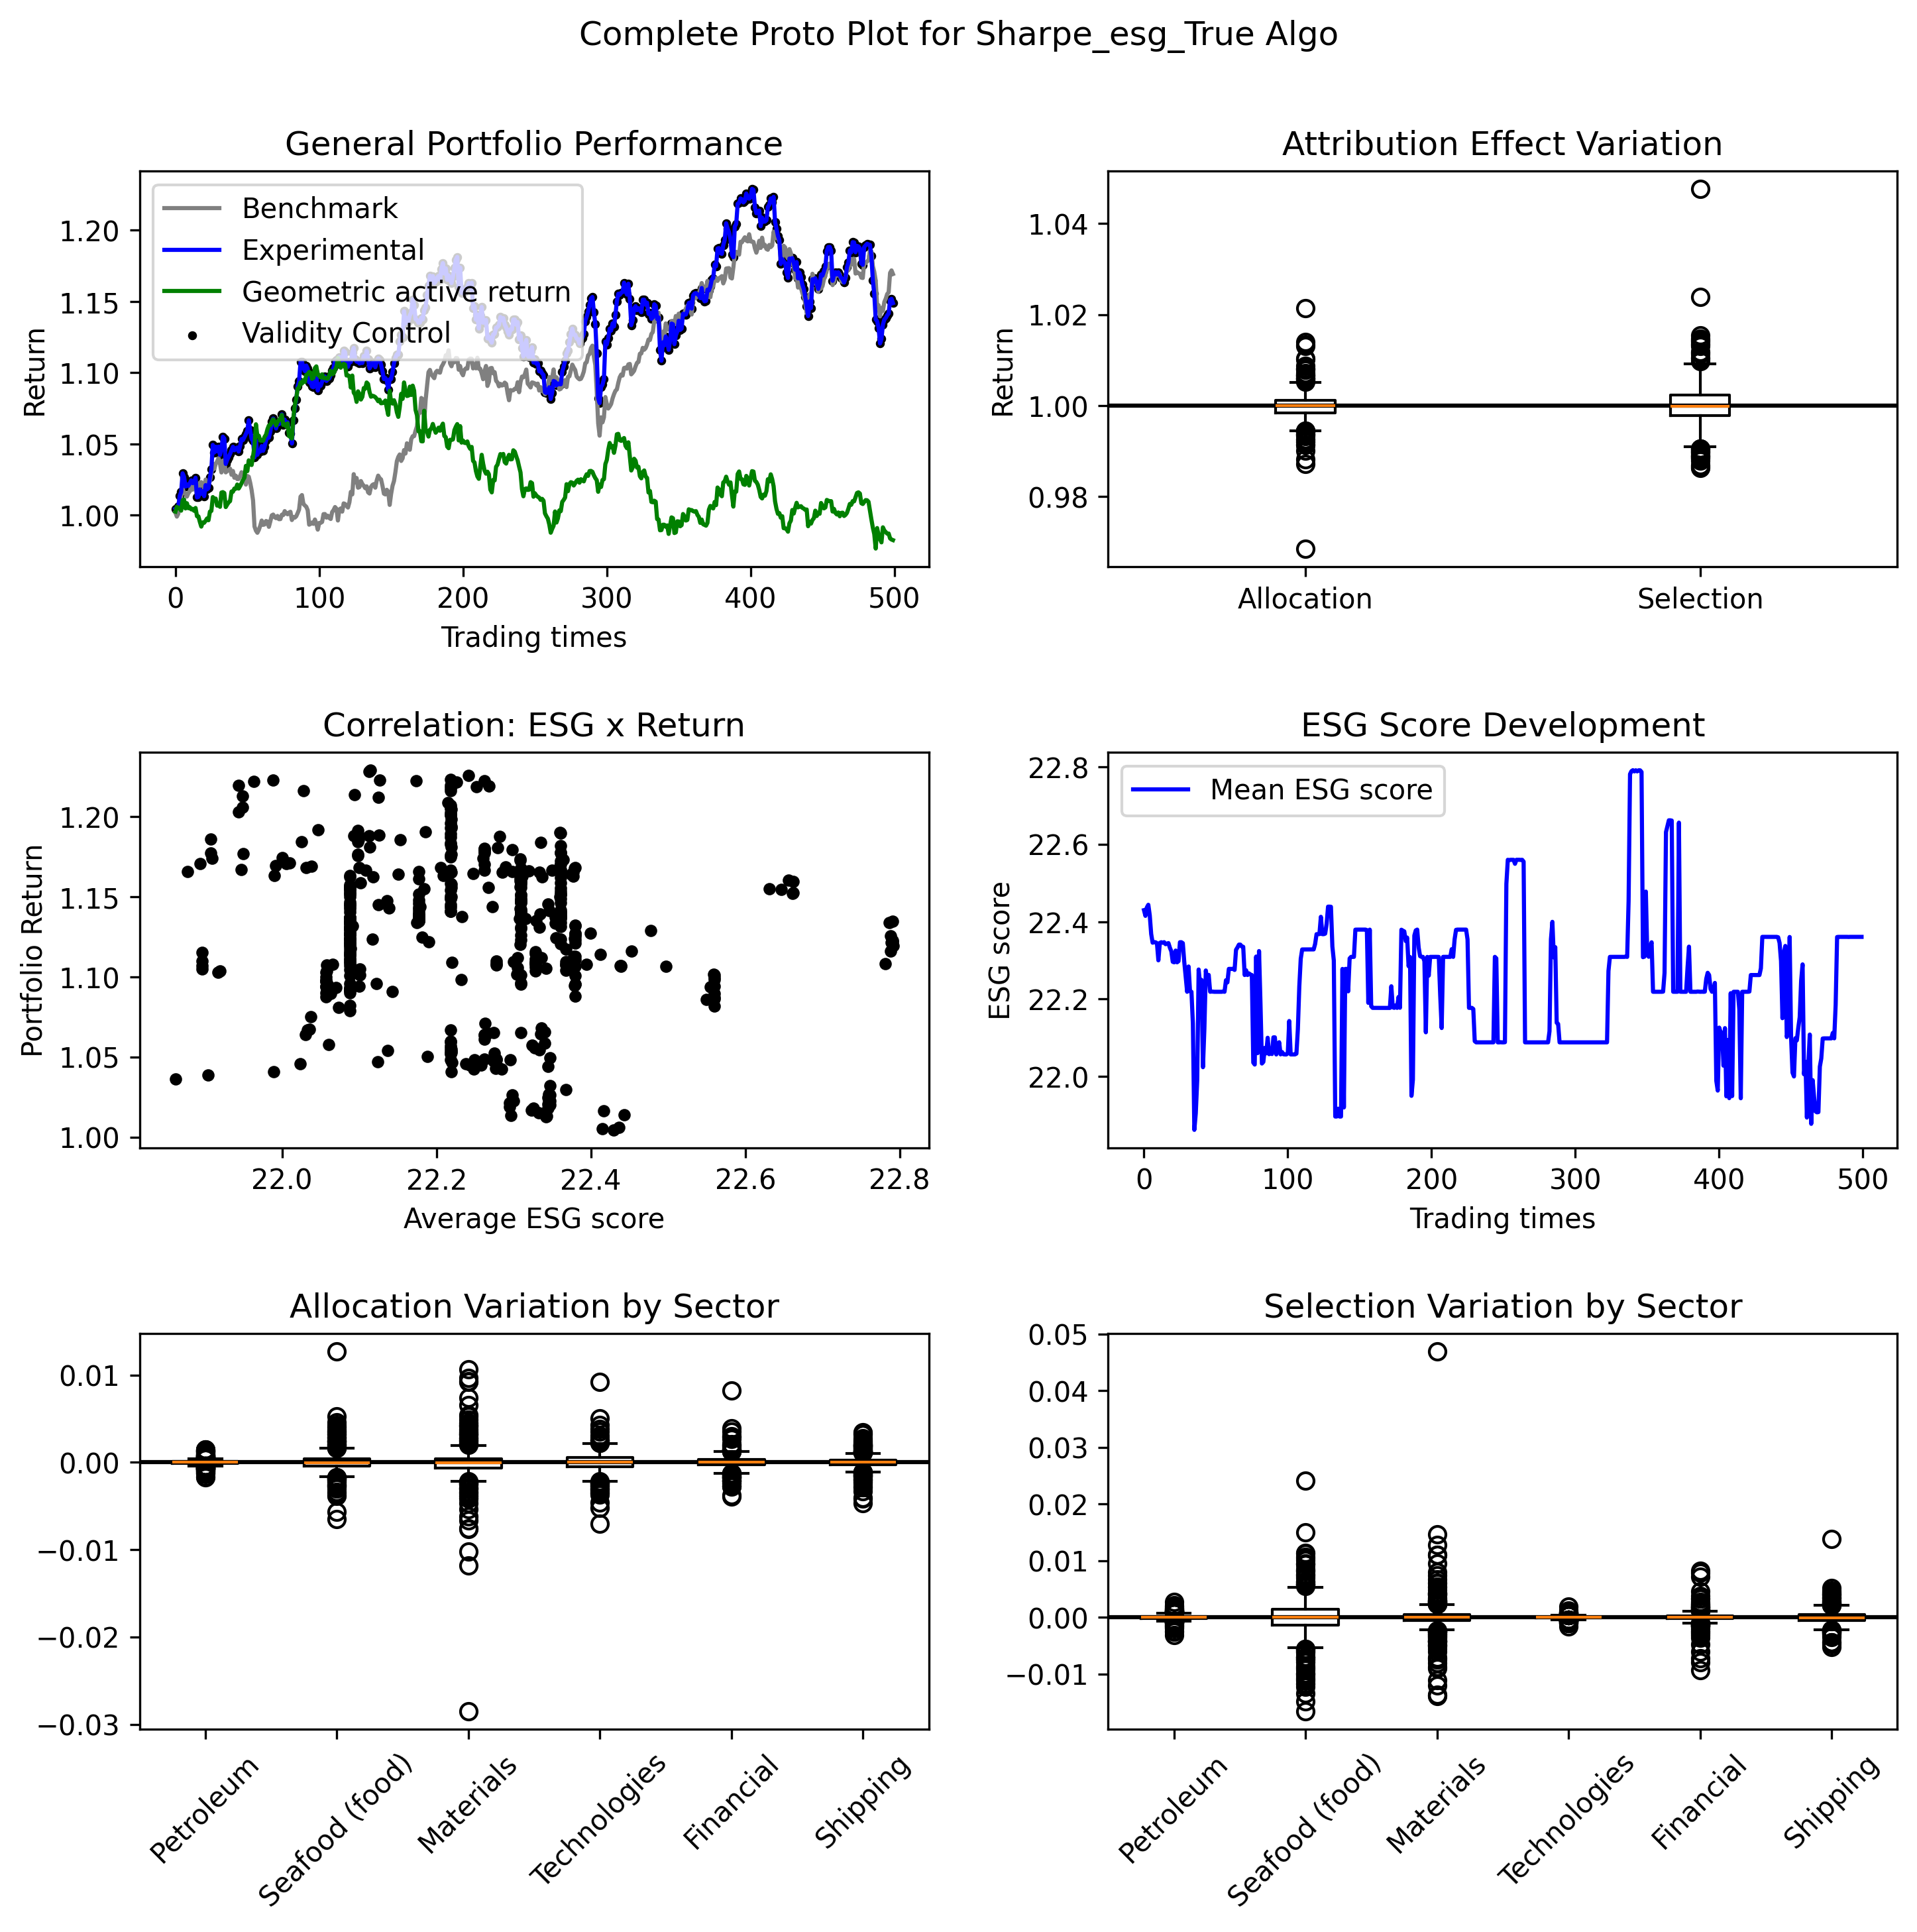 Complete Proto Plot for Sharpe_esg_True Algo
General Portfolio Performance
Return
1.20
1.15
1.10
1.05
1.00
Benchmark
Experimental
Geometric active return
Validity Control
0 100 200 300 400 500
Trading times
Attribution Effect Variation
Return
1.04
1.02
1.00
0.98
Allocation Selection
Correlation: ESG x Return
Portfolio Return
1.20
1.15
1.10
1.05
1.00
22.0 22.2 22.4 22.6 22.8
Average ESG score
ESG Score Development
ESG score
22.8
22.6
22.4
22.2
22.0
Mean ESG score
0 100 200 300 400 500
Trading times
Allocation Variation by Sector
0.01
0.00
−0.01
−0.02
−0.03
Petroleum
Seafood (food)
Materials
Technologies
Financial
Shipping
Selection Variation by Sector
0.05
0.04
0.03
0.02
0.01
0.00
−0.01
Petroleum
Seafood (food)
Materials
Technologies
Financial
Shipping